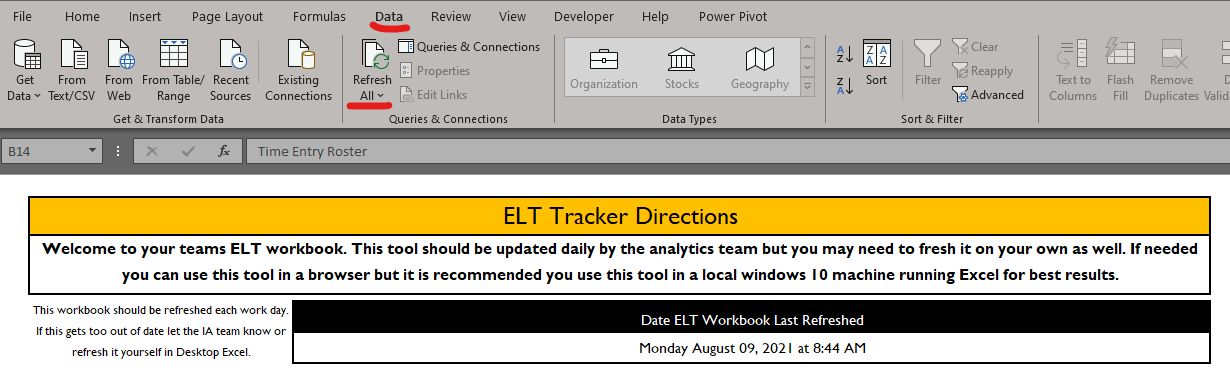 File Home Insert Page Layout Formulas Data Review View Developer Help Power Pivot
Get Data From Text/CSV From Web From Table/ Range Recent Sources Existing Connections
Get & Transform Data
Refresh All Queries & Connections
Properties
Edit Links
Queries & Connections
Organization Stocks Geography
Data Types
A Z Z A Z A A Z Sort Filter Clear
Reapply
Advanced
Sort & Filter
Text to Columns Flash Fill Remove Duplicates
B14 fx Time Entry Roster
ELT Tracker Directions
Welcome to your teams ELT workbook. This tool should be updated daily by the analytics team but you may need to fresh it on your own as well. If needed
you can use this tool in a browser but it is recommended you use this tool in a local windows 10 machine running Excel for best results.
This workbook should be refreshed each work day.
If this gets too out of date let the IA team know or
refresh it yourself in Desktop Excel.
Date ELT Workbook Last Refreshed
Monday August 09, 2021 at 8:44 AM